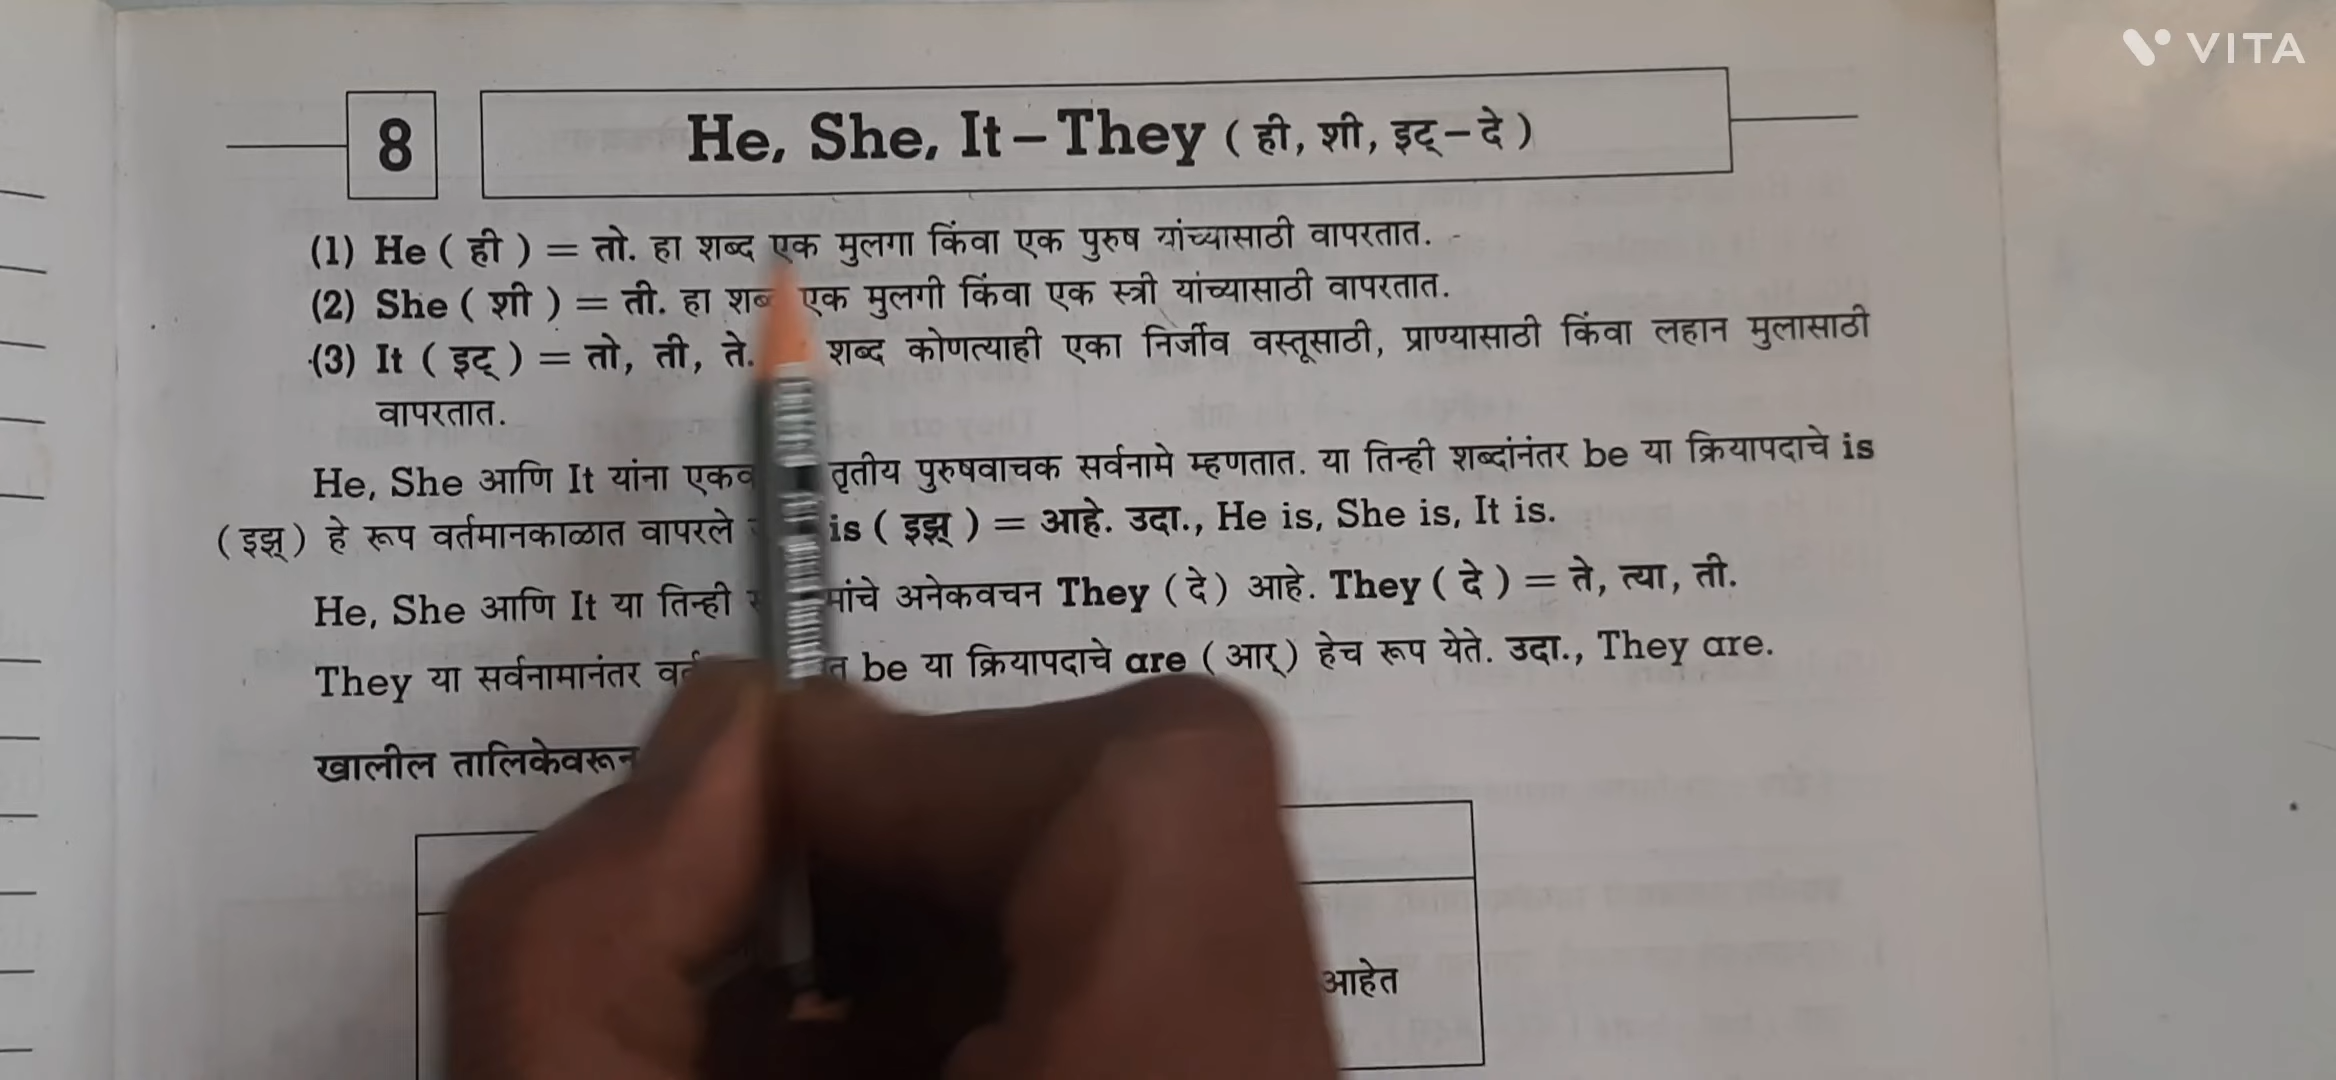 VITA
8 He, She, It – They ( ही, शी, इट् – दे )
(1) He ( ही ) = तो. हा शब्द एक मुलगा किंवा एक पुरुष यांच्यासाठी वापरतात.
(2) She ( शी ) = ती. हा एक मुलगी किंवा एक स्त्री यांच्यासाठी वापरतात.
(3) It ( इट् ) = तो, ती, ते. शब्द कोणत्याही एका निर्जीव वस्तूसाठी, प्राण्यासाठी किंवा लहान मुलासाठी
वापरतात.
He, She आणि It यांना तृतीय पुरुषवाचक सर्वनामे म्हणतात. या तिन्ही शब्दांनंतर be या क्रियापदाचे is
( इझ् ) हे रूप वर्तमानकाळात वापरले is ( इझ् ) = आहे. उदा., He is, She is, It is.
He, She आणि It या तिन्ही अनेकवचन They ( दे ) आहे. They ( दे ) = ते, त्या, ती.
They या सर्वनामानंतर be या क्रियापदाचे are ( आर् ) हेच रूप येते. उदा., They are.
खालील तालिकेवरून
आहेत